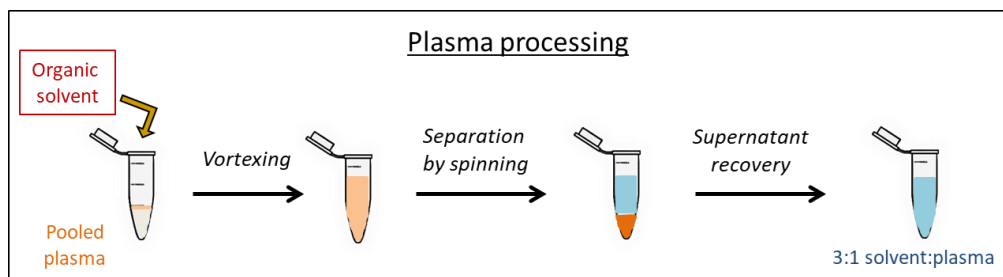 Plasma processing
Organic
solvent
Vortexing
Separation
by spinning
Supernatant
recovery
Pooled
plasma
3:1 solvent:plasma